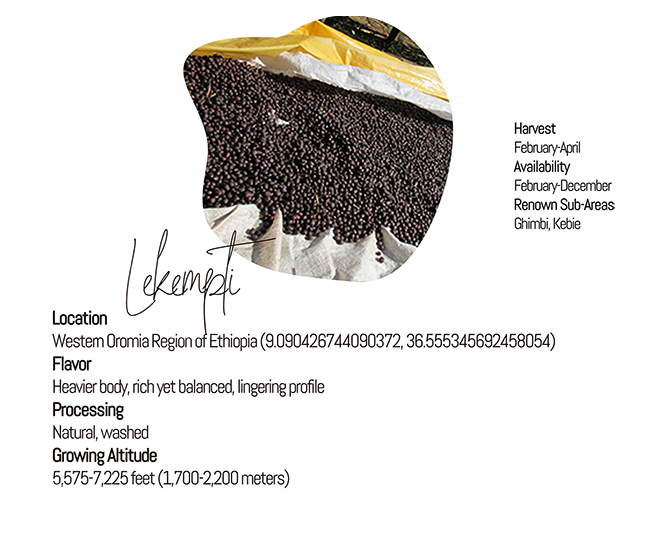 Harvest
February-April
Availability
February-December
Renown Sub-Areas
Ghimbi, Kebie
Lekempti
Location
Western Oromia Region of Ethiopia (9.090426744090372, 36.555345692458054)
Flavor
Heavier body, rich yet balanced, lingering profile
Processing
Natural, washed
Growing Altitude
5,575-7,225 feet (1,700-2,200 meters)